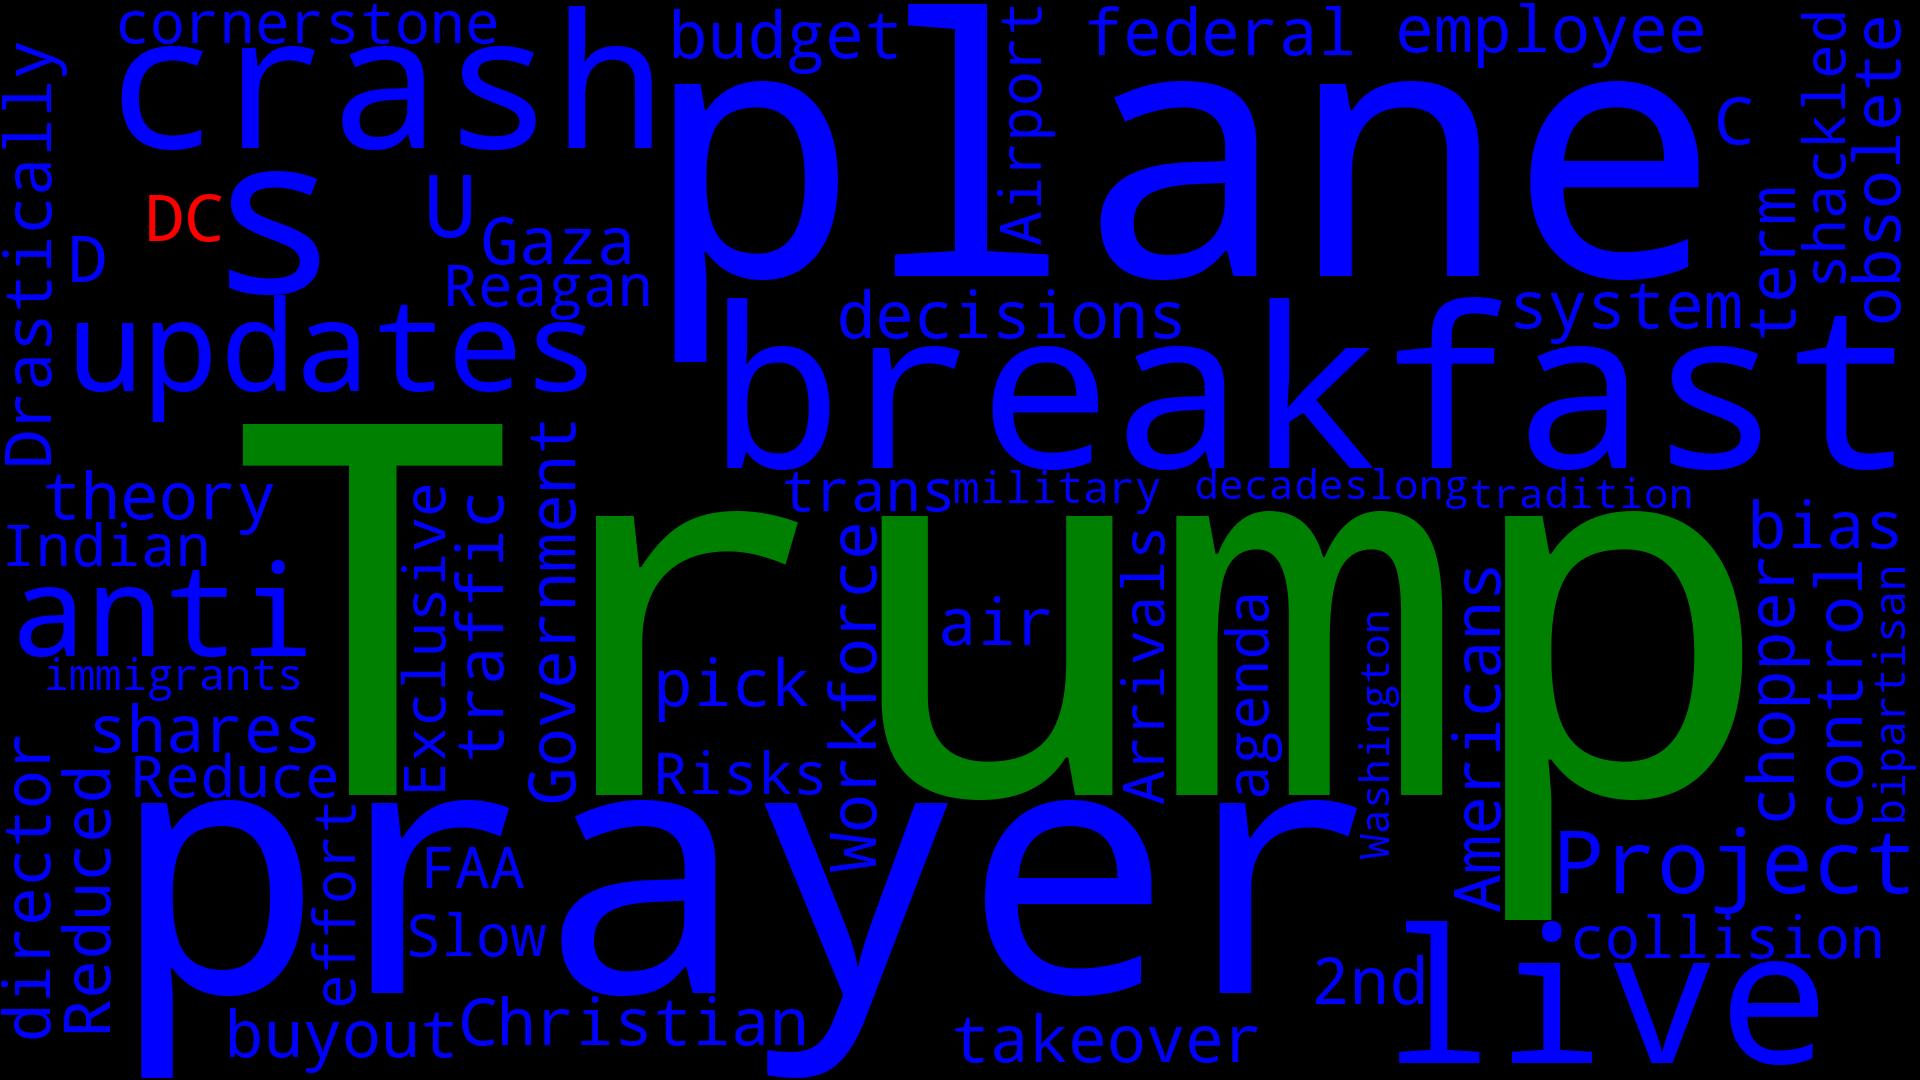 cornerstone
crash
budget
plane
Airport
federal
employee
C
shackled
obsolete
term
Drastically
DC
s
U
D
Gaza
Reagan
updates
decisions
system
breakfast
theory
Indian
anti
immigrants
Trump
Exclusive
traffic
Government
trans
military
decadeslong
tradition
bias
Workforce
air
Arrivals
agenda
Washington
Americans
chopper
control
bipartisan
pick
Risks
shares
Reduce
director
Reduced
effort
prayer
FAA
Slow
Project
collision
2nd
live
buyout
Christian
takeover